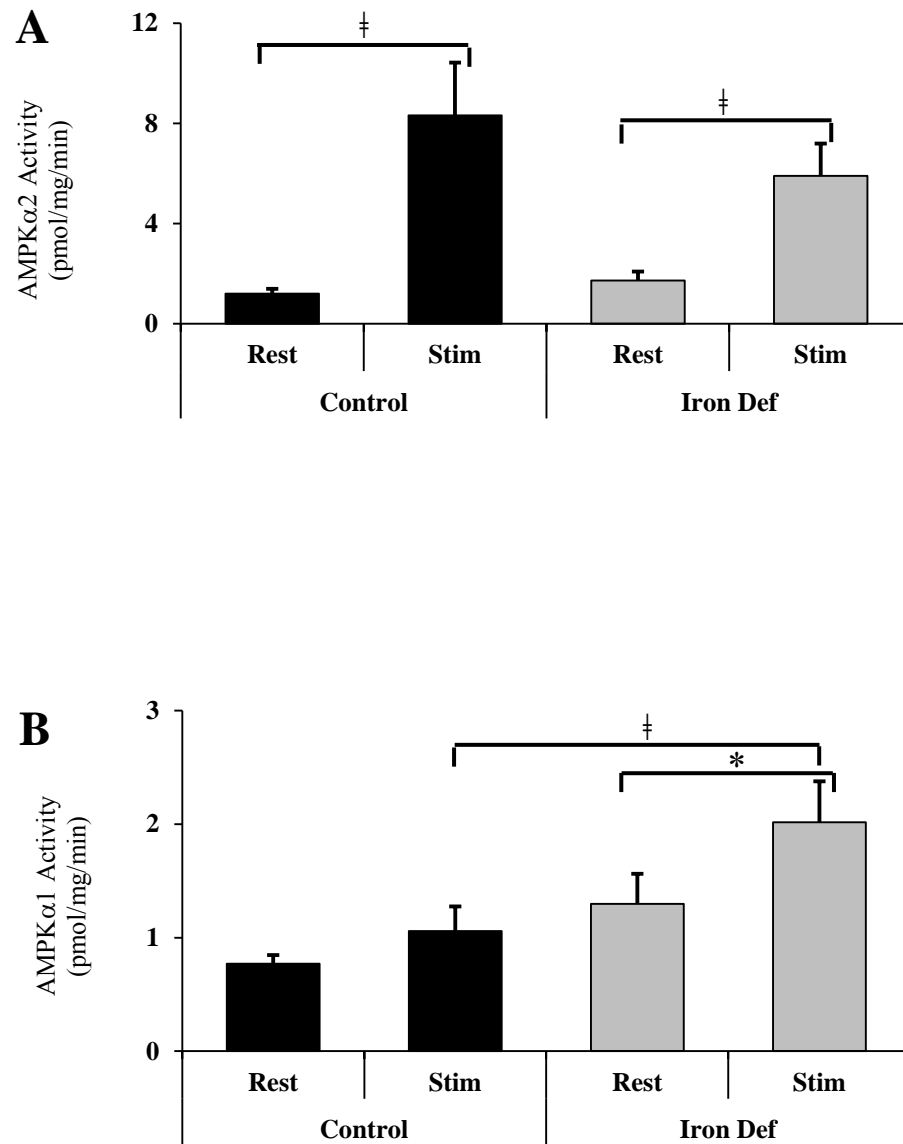 A
12
8
4
0
AMPKα2 Activity
(pmol/mg/min)
‡
‡
Rest Stim Rest Stim
Control Iron Def
B
3
2
1
0
AMPKα1 Activity
(pmol/mg/min)
‡
*
Rest Stim Rest Stim
Control Iron Def